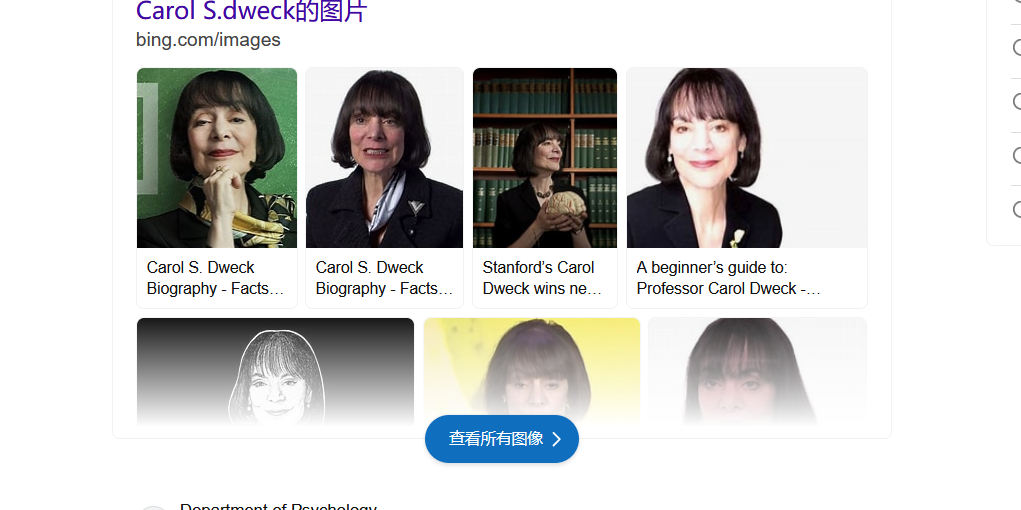 Carol S.dweck的图片
bing.com/images
Carol S. Dweck
Biography - Facts…
Carol S. Dweck
Biography - Facts…
Stanford's Carol
Dweck wins ne…
A beginner's guide to:
Professor Carol Dweck -…
查看所有图像
Department of Psychology